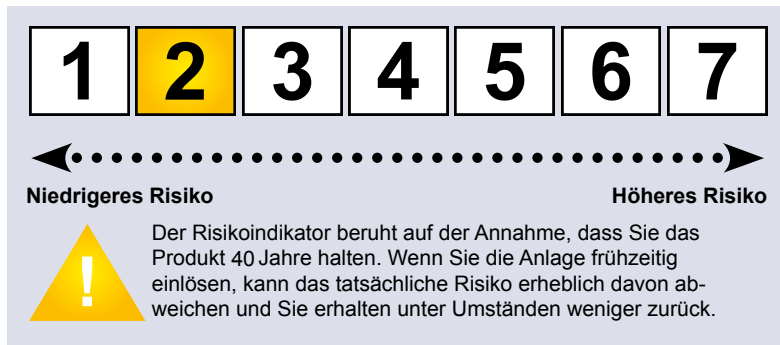 1 2 3 4 5 6 7
Niedrigeres Risiko Höheres Risiko
Der Risikoindikator beruht auf der Annahme, dass Sie das
Produkt 40 Jahre halten. Wenn Sie die Anlage frühzeitig
einlösen, kann das tatsächliche Risiko erheblich davon ab-
weichen und Sie erhalten unter Umständen weniger zurück.
!